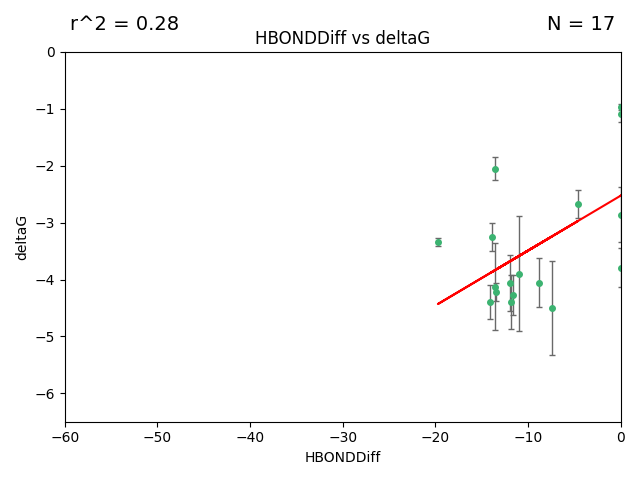 r^2 = 0.28
N = 17
HBONDDiff vs deltaG
0
−1
−2
−3
−4
−5
−6
deltaG
−60
−50
−40
−30
−20
−10
0
HBONDDiff